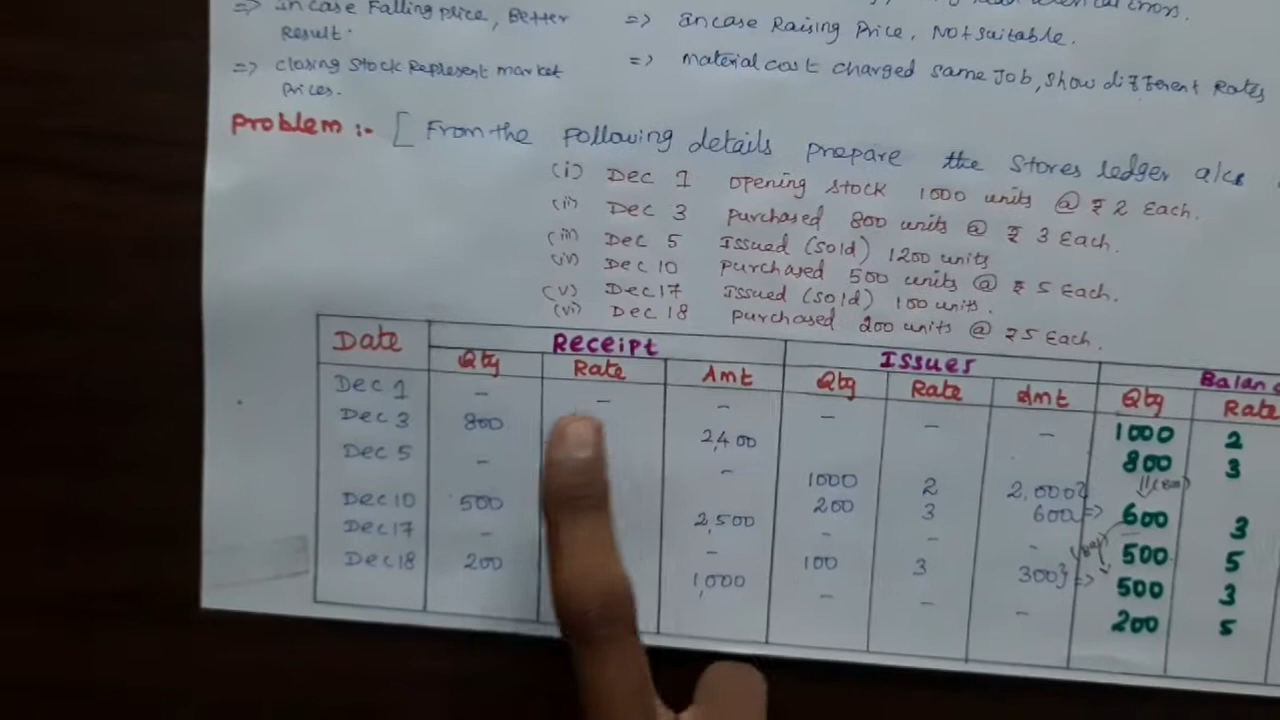 => in case Falling price, Better => in case Raising Price, Not suitable.
Result.
=> closing stock Represent market => material cost charged same Job, show different Rates
prices.
Problem :- [ From the following details prepare the stores ledger a/cs
(i) Dec 1 opening stock 1000 units @ ₹ 2 Each.
(ii) Dec 3 purchased 800 units @ ₹ 3 Each.
(iii) Dec 5 Issued (sold) 1200 units
(iv) Dec 10 purchased 500 units @ ₹ 5 Each.
(v) Dec 17 Issued (sold) 100 units.
(vi) Dec 18 purchased 200 units @ ₹5 Each.
Date Receipt Issues Balan
Qty Rate Amt Qty Rate Amt Qty Rate
Dec 1 - - - - - - 1000 2
Dec 3 800 2,400 800 3
Dec 5 - - 1000 2 2,000}
200 3 600} => 600 3
Dec 10 500 2,500 - - - 500 5
Dec 17 - - 100 3 300} => 500 3
Dec 18 200 1,000 - - - 200 5